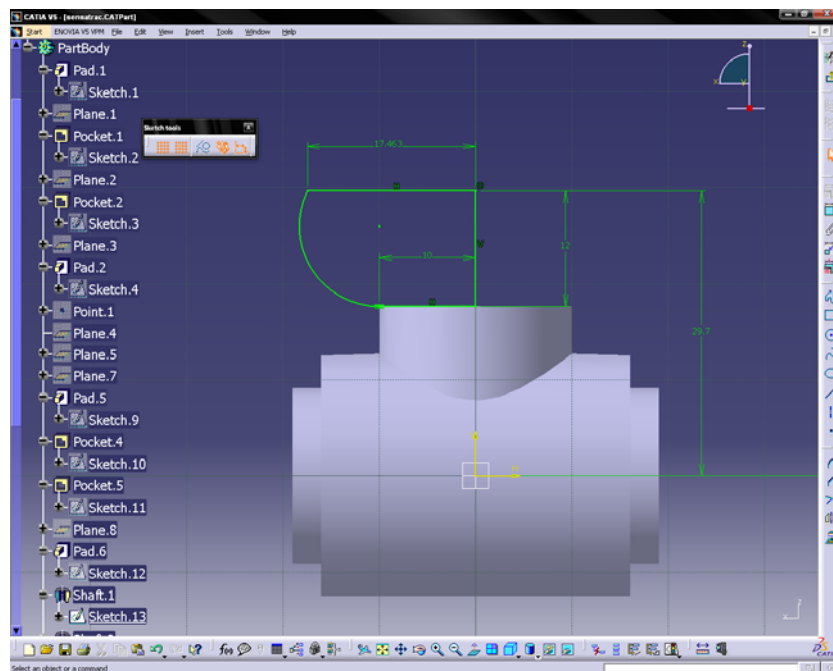 CATIA V5 - [sensatrac.CATPart]
Start ENOVIA V5 VPM File Edit View Insert Tools Window Help
PartBody
Pad.1
Sketch.1
Plane.1
Pocket.1
Sketch.2
Plane.2
Pocket.2
Sketch.3
Plane.3
Pad.2
Sketch.4
Point.1
Plane.4
Plane.5
Plane.7
Pad.5
Sketch.9
Pocket.4
Sketch.10
Pocket.5
Sketch.11
Plane.8
Pad.6
Sketch.12
Shaft.1
Sketch.13
Sketch tools
17.463
10
12
29.7
H
z
x
y
z
x
f(x)
CATIA
Select an object or a command